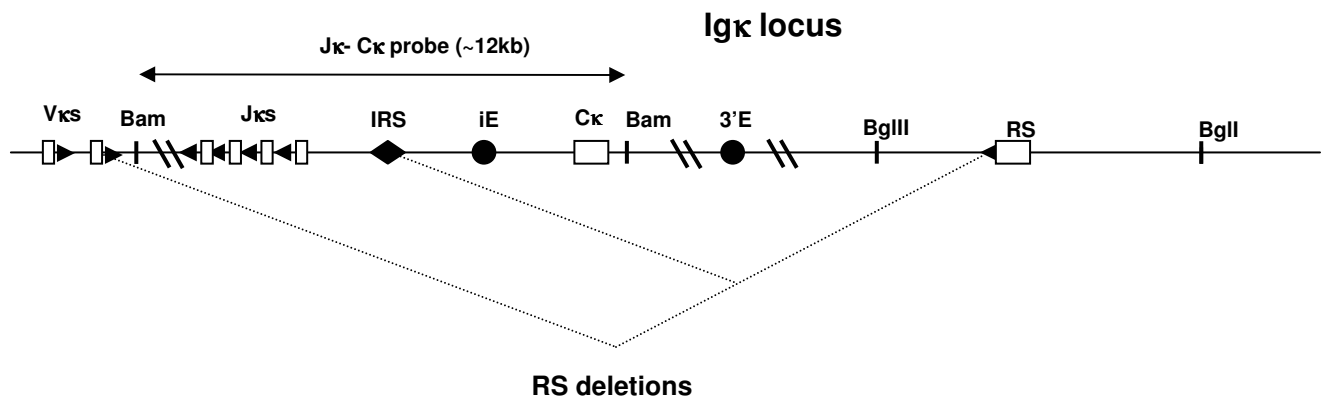 Igκ locus
Jκ- Cκ probe (~12kb)
Vκs Bam Jκs IRS iE Cκ Bam 3'E BglII RS BglI
RS deletions